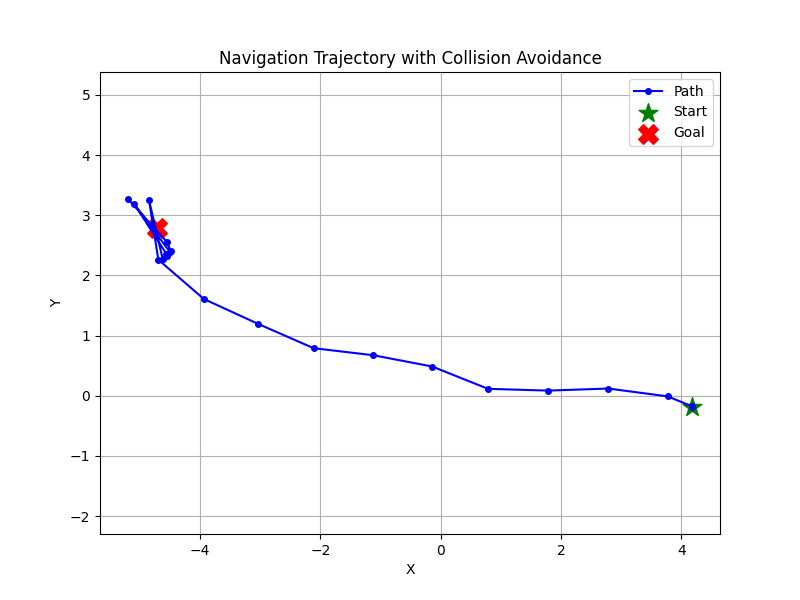 Navigation Trajectory with Collision Avoidance
Path
Start
Goal
5
4
3
2
1
0
−1
−2
Y
−4
−2
0
2
4
X